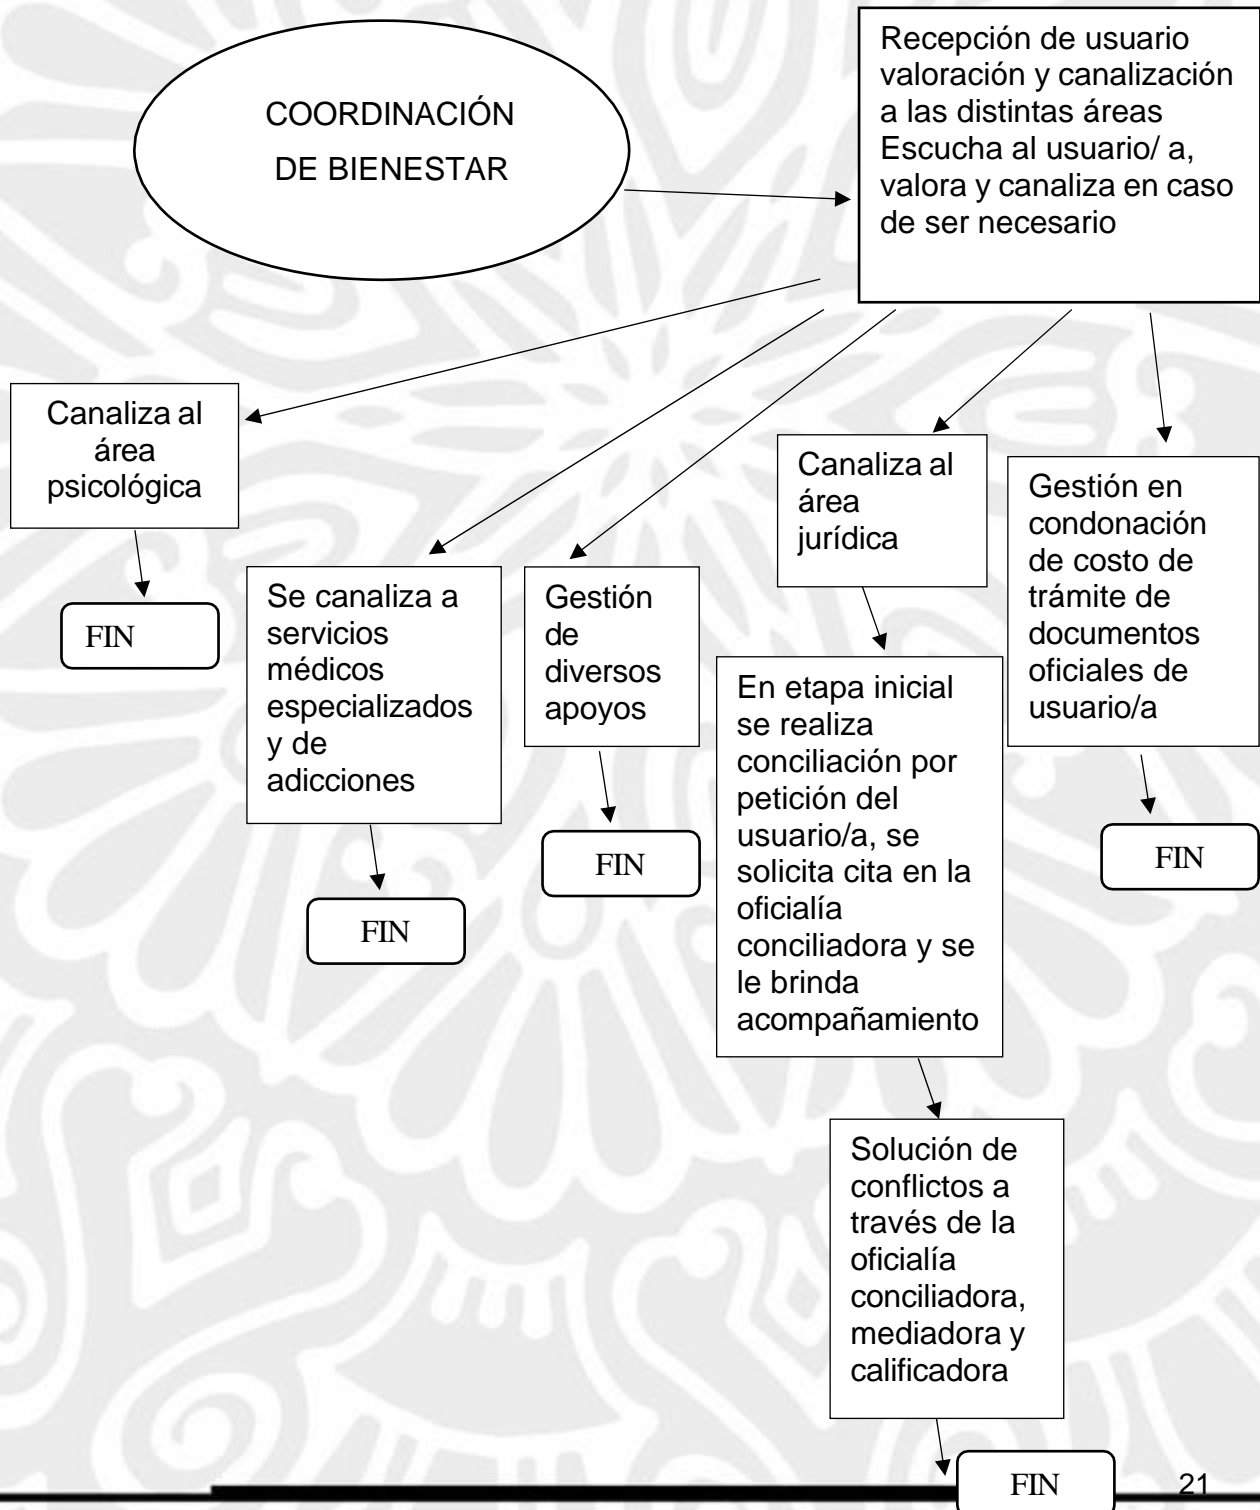 COORDINACIÓN
DE BIENESTAR
Recepción de usuario
valoración y canalización
a las distintas áreas
Escucha al usuario/ a,
valora y canaliza en caso
de ser necesario
Canaliza al
área
psicológica
FIN
Se canaliza a
servicios
médicos
especializados
y de
adicciones
FIN
Gestión
de
diversos
apoyos
FIN
Canaliza al
área
jurídica
En etapa inicial
se realiza
conciliación por
petición del
usuario/a, se
solicita cita en la
oficialía
conciliadora y se
le brinda
acompañamiento
Solución de
conflictos a
través de la
oficialía
conciliadora,
mediadora y
calificadora
FIN
Gestión en
condonación
de costo de
trámite de
documentos
oficiales de
usuario/a
FIN
21